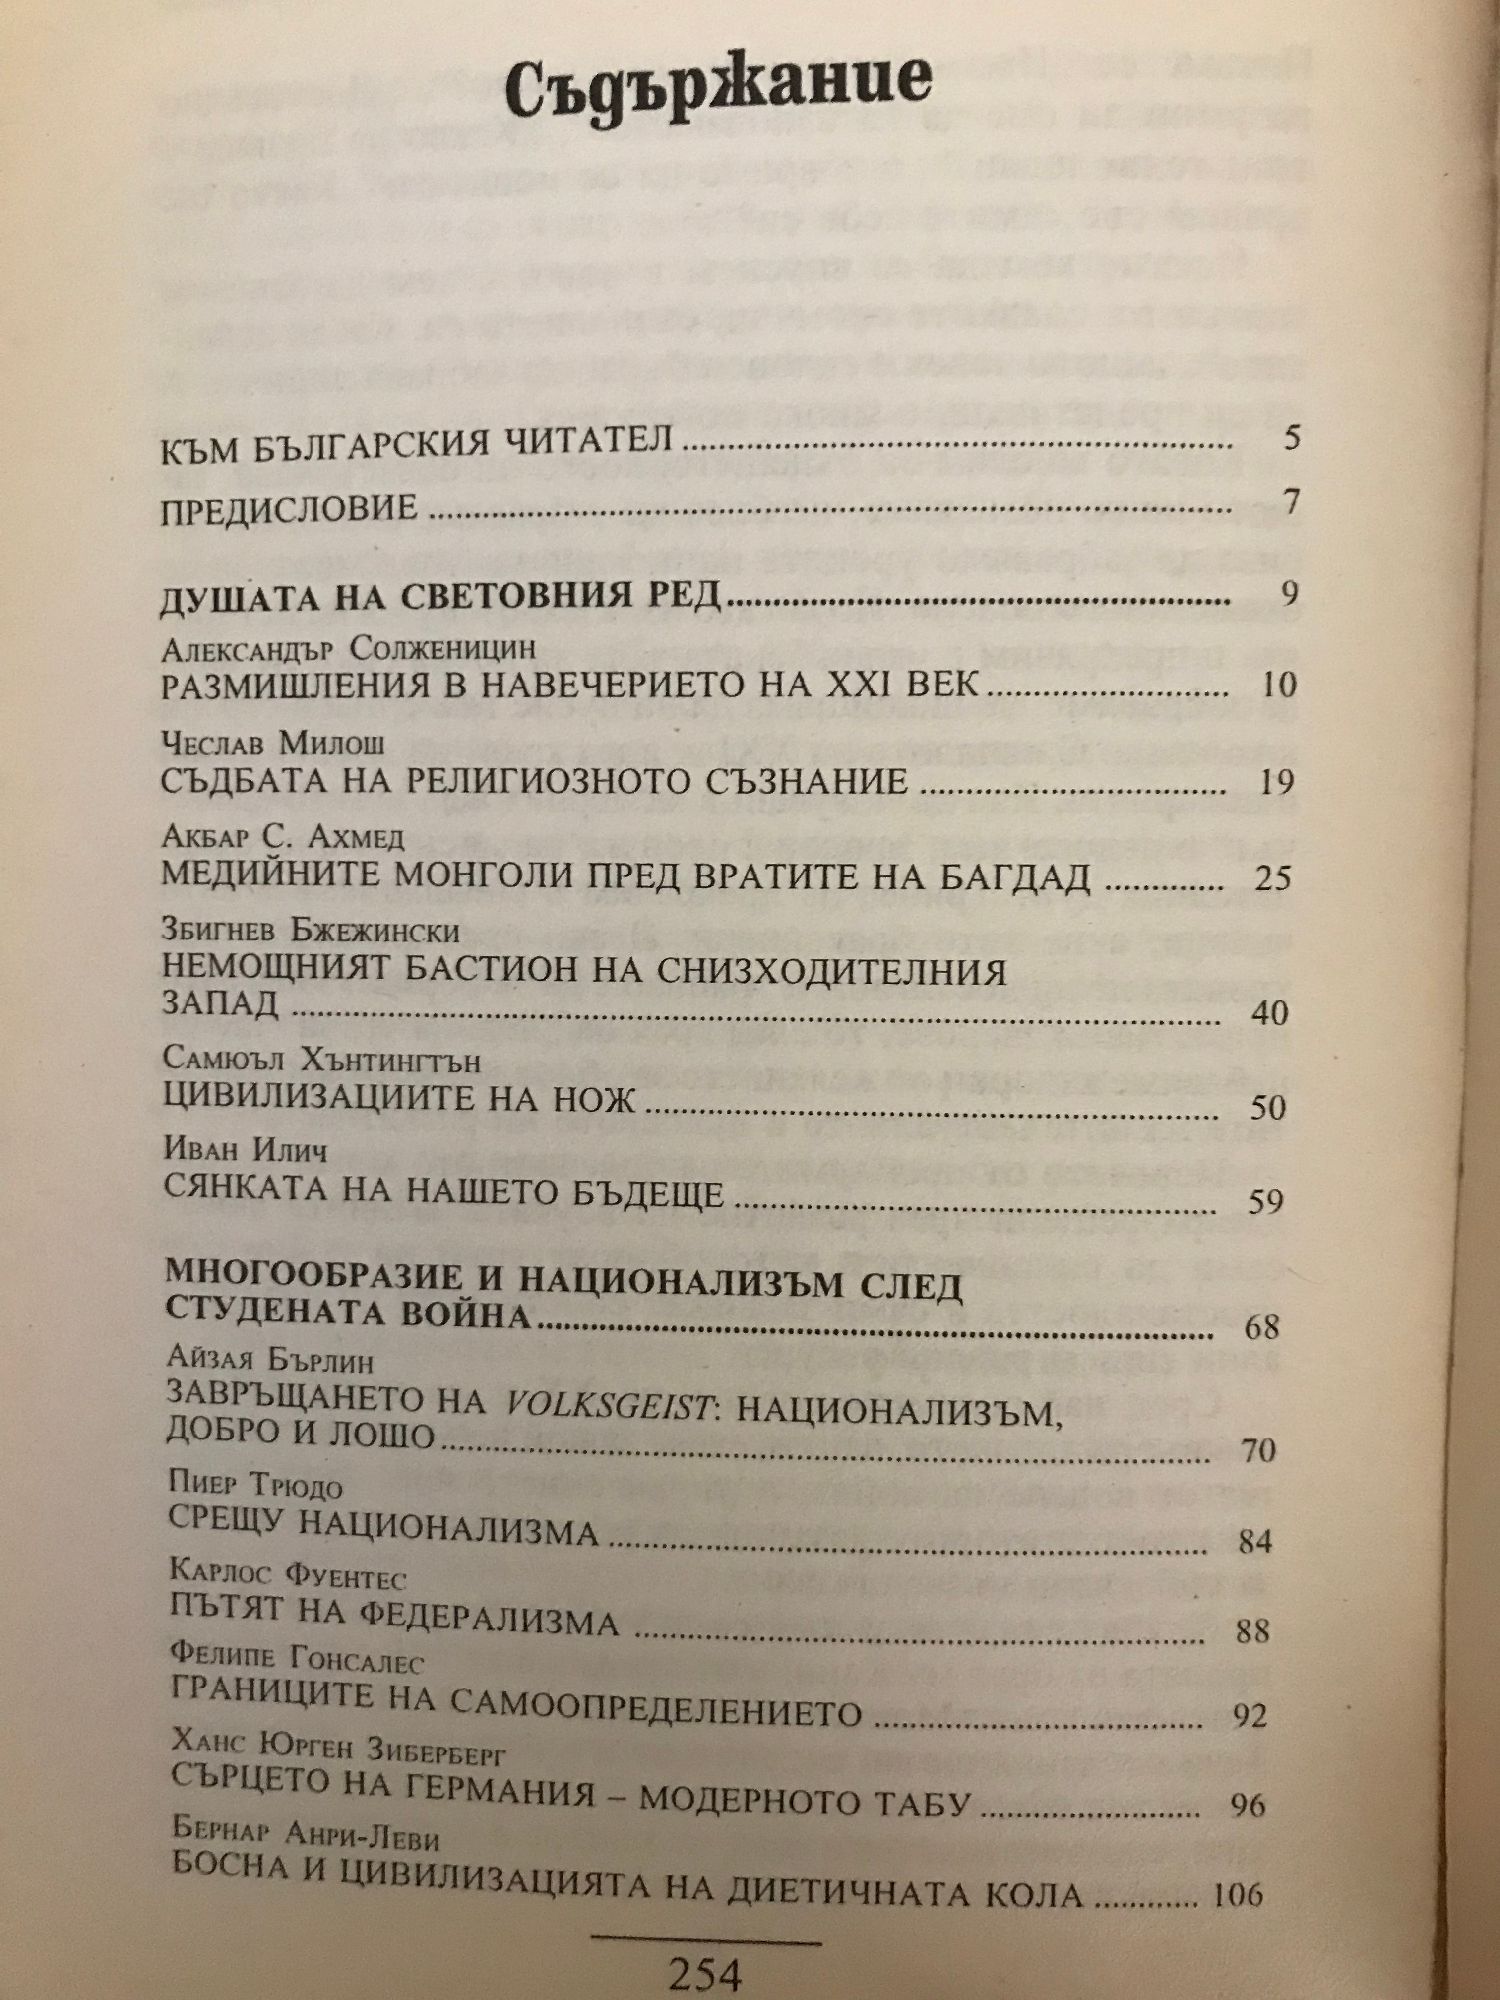 Съдържание
КЪМ БЪЛГАРСКИЯ ЧИТАТЕЛ ........ 5
ПРЕДИСЛОВИЕ ........ 7
ДУШАТА НА СВЕТОВНИЯ РЕД ........ 9
Александър Солженицин
РАЗМИШЛЕНИЯ В НАВЕЧЕРИЕТО НА XXI ВЕК ........ 10
Чеслав Милош
СЪДБАТА НА РЕЛИГИОЗНОТО СЪЗНАНИЕ ........ 19
Акбар С. Ахмед
МЕДИЙНИТЕ МОНГОЛИ ПРЕД ВРАТИТЕ НА БАГДАД ........ 25
Збигнев Бжежински
НЕМОЩНИЯТ БАСТИОН НА СНИЗХОДИТЕЛНИЯ
ЗАПАД ........ 40
Самюъл Хънтингтън
ЦИВИЛИЗАЦИИТЕ НА НОЖ ........ 50
Иван Илич
СЯНКАТА НА НАШЕТО БЪДЕЩЕ ........ 59
МНОГООБРАЗИЕ И НАЦИОНАЛИЗЪМ СЛЕД
СТУДЕНАТА ВОЙНА ........ 68
Айзая Бърлин
ЗАВРЪЩАНЕТО НА VOLKSGEIST: НАЦИОНАЛИЗЪМ,
ДОБРО И ЛОШО ........ 70
Пиер Трюдо
СРЕЩУ НАЦИОНАЛИЗМА ........ 84
Карлос Фуентес
ПЪТЯТ НА ФЕДЕРАЛИЗМА ........ 88
Фелипе Гонсалес
ГРАНИЦИТЕ НА САМООПРЕДЕЛЕНИЕТО ........ 92
Ханс Юрген Зиберберг
СЪРЦЕТО НА ГЕРМАНИЯ – МОДЕРНОТО ТАБУ ........ 96
Бернар Анри-Леви
БОСНА И ЦИВИЛИЗАЦИЯТА НА ДИЕТИЧНАТА КОЛА ........ 106
254